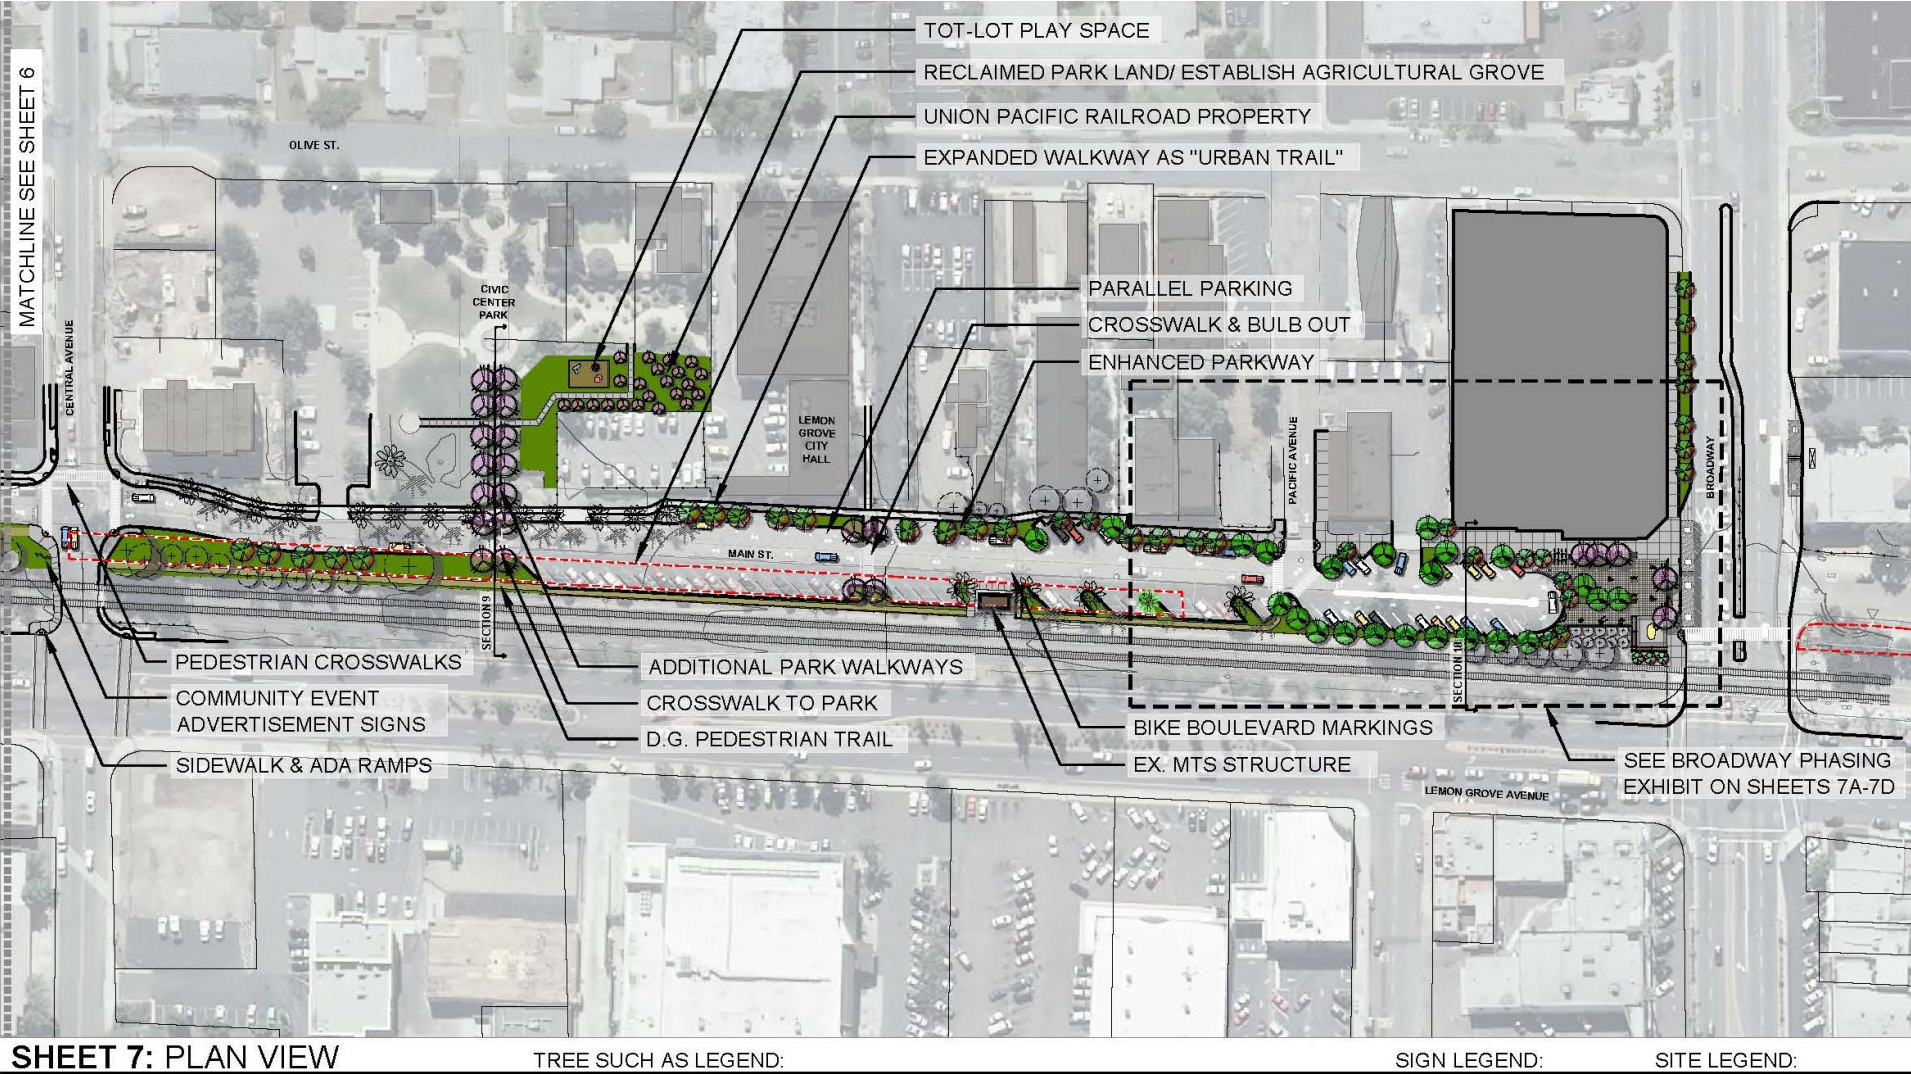 TOT-LOT PLAY SPACE
RECLAIMED PARK LAND/ ESTABLISH AGRICULTURAL GROVE
UNION PACIFIC RAILROAD PROPERTY
EXPANDED WALKWAY AS "URBAN TRAIL"
MATCHLINE SEE SHEET 6
OLIVE ST.
CIVIC
CENTER
PARK
CENTRAL AVENUE
PARALLEL PARKING
CROSSWALK & BULB OUT
ENHANCED PARKWAY
LEMON
GROVE
CITY
HALL
PACIFIC AVENUE
BROADWAY
MAIN ST.
SECTION 9
SECTION 10
PEDESTRIAN CROSSWALKS
COMMUNITY EVENT
ADVERTISEMENT SIGNS
SIDEWALK & ADA RAMPS
ADDITIONAL PARK WALKWAYS
CROSSWALK TO PARK
D.G. PEDESTRIAN TRAIL
BIKE BOULEVARD MARKINGS
EX. MTS STRUCTURE
SEE BROADWAY PHASING
EXHIBIT ON SHEETS 7A-7D
LEMON GROVE AVENUE
SHEET 7: PLAN VIEW
TREE SUCH AS LEGEND:
SIGN LEGEND:
SITE LEGEND: